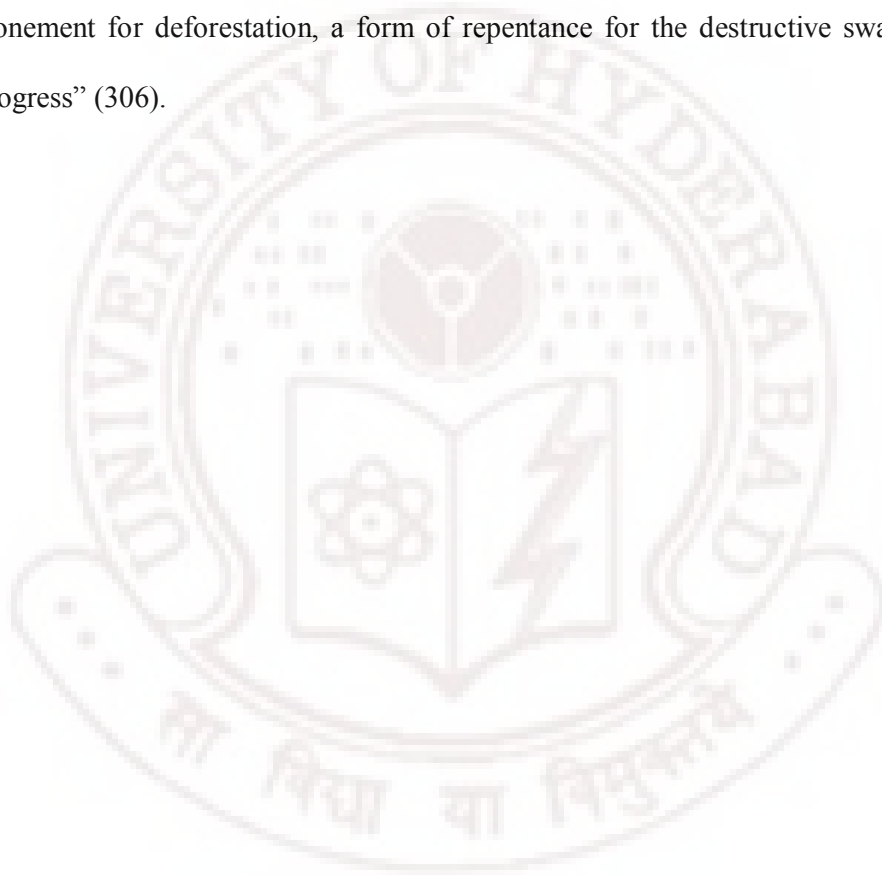 onement for deforestation, a form of repentance for the destructive swa
ogress” (306).
UNIVERSITY OF HYDERABAD
सा विद्या या विमुक्तये